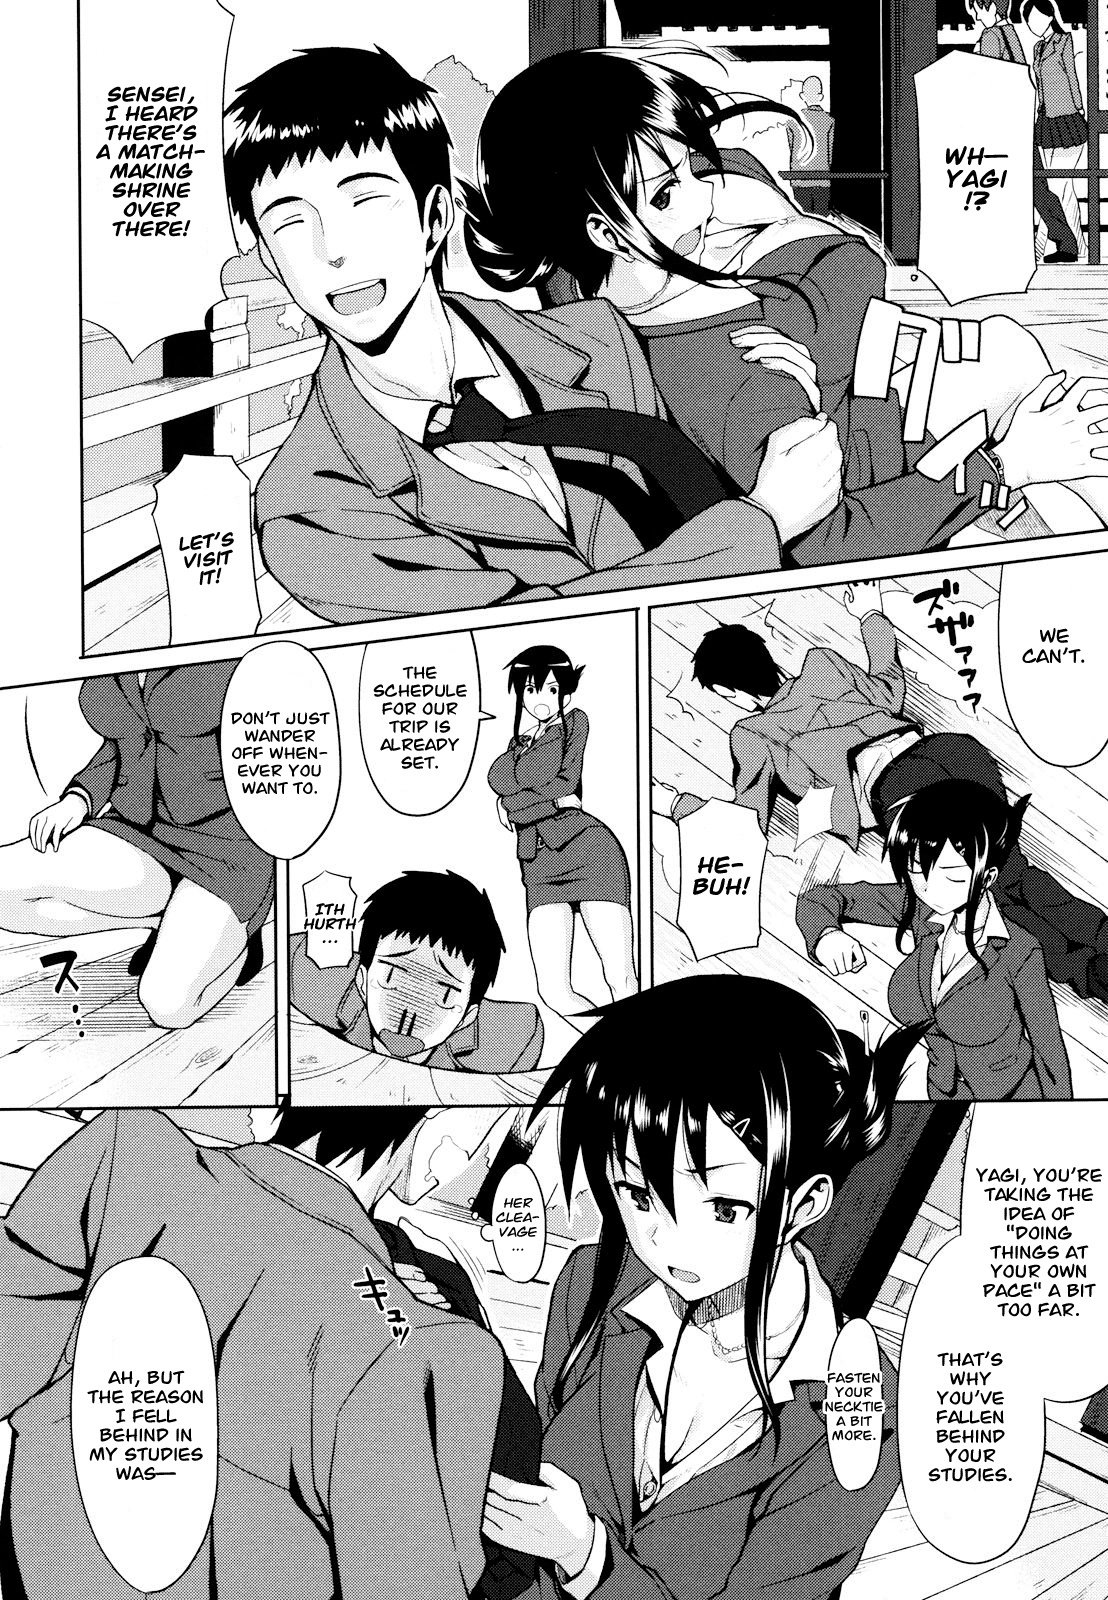 WH—
YAGI
!?
SENSEI,
I HEARD
THERE'S
A MATCH-
MAKING
SHRINE
OVER
THERE!
LET'S
VISIT
IT!
グイッ
WE
CAN'T.
ズザァァァ
HE-
BUH!
THE
SCHEDULE
FOR OUR
TRIP IS
ALREADY
SET.
ITH
HURTH
...
DON'T JUST
WANDER
OFF WHEN-
EVER YOU
WANT TO.
ス...
YAGI, YOU'RE
TAKING THE
IDEA OF
"DOING
THINGS AT
YOUR OWN
PACE" A BIT
TOO FAR.
THAT'S
WHY
YOU'VE
FALLEN
BEHIND
YOUR
STUDIES.
FASTEN
YOUR
NECKTIE
A BIT
MORE.
HER
CLEA-
VAGE
...
キュッ
AH, BUT
THE REASON
I FELL
BEHIND IN
MY STUDIES
WAS—